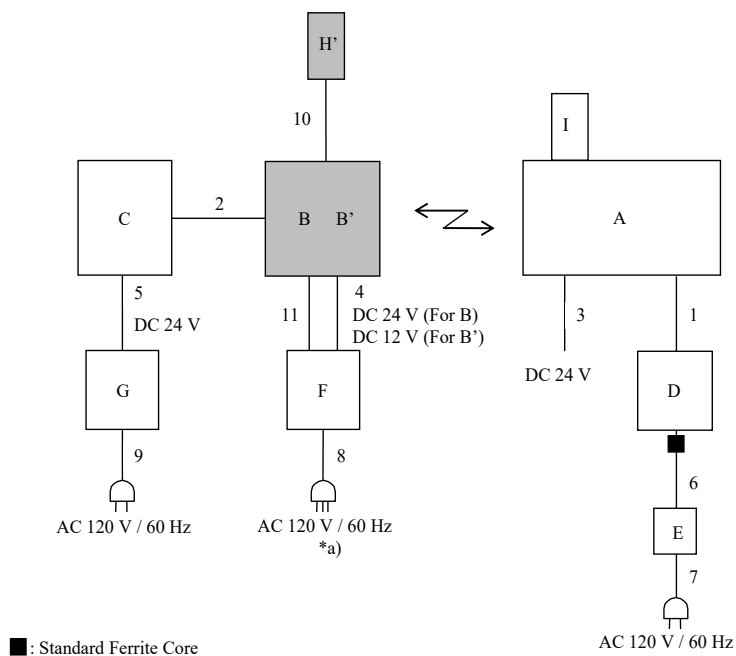 H’
10
I
C
2
B B’
A
5
DC 24 V
11
4
DC 24 V (For B)
DC 12 V (For B’)
3
DC 24 V
1
G
F
D
9
8
6
AC 120 V / 60 Hz
AC 120 V / 60 Hz
*a)
E
7
AC 120 V / 60 Hz
: Standard Ferrite Core